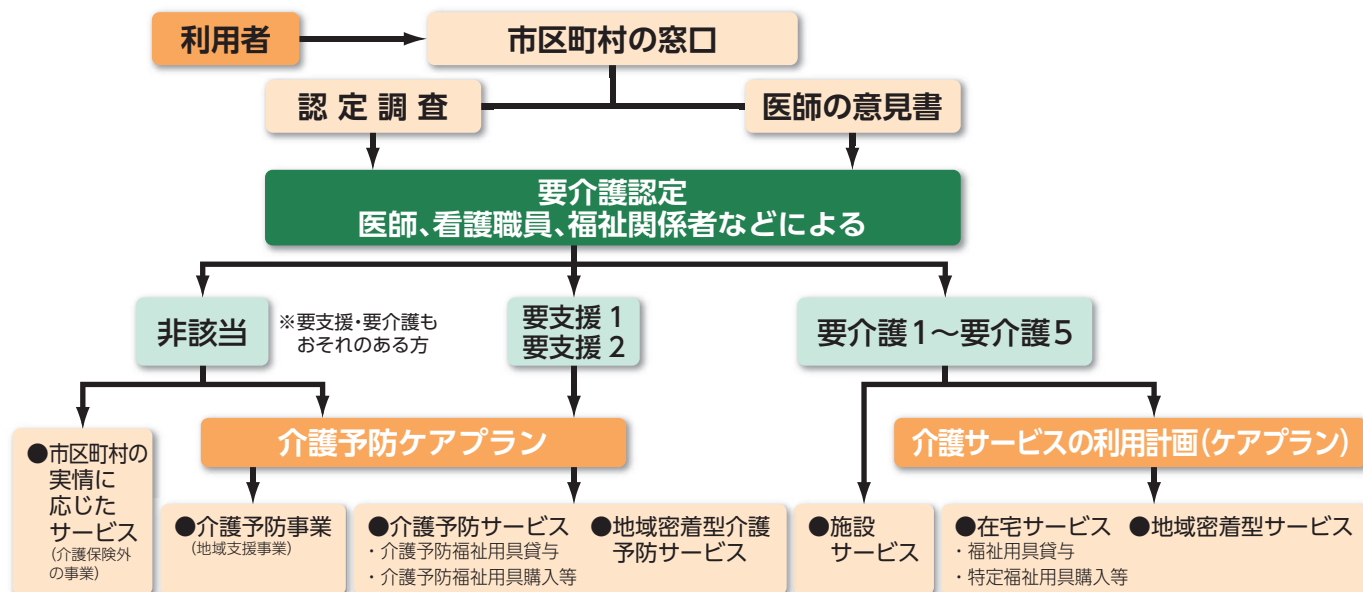 利用者
市区町村の窓口
認定調査
医師の意見書
要介護認定
医師、看護職員、福祉関係者などによる
非該当
※要支援・要介護も
おそれのある方
要支援1
要支援2
要介護1〜要介護5
介護予防ケアプラン
介護サービスの利用計画(ケアプラン)
●市区町村の
実情に
応じた
サービス
(介護保険外
の事業)
●介護予防事業
(地域支援事業)
●介護予防サービス
・介護予防福祉用具貸与
・介護予防福祉用具購入等
●地域密着型介護
予防サービス
●施設
サービス
●在宅サービス
・福祉用具貸与
・特定福祉用具購入等
●地域密着型サービス